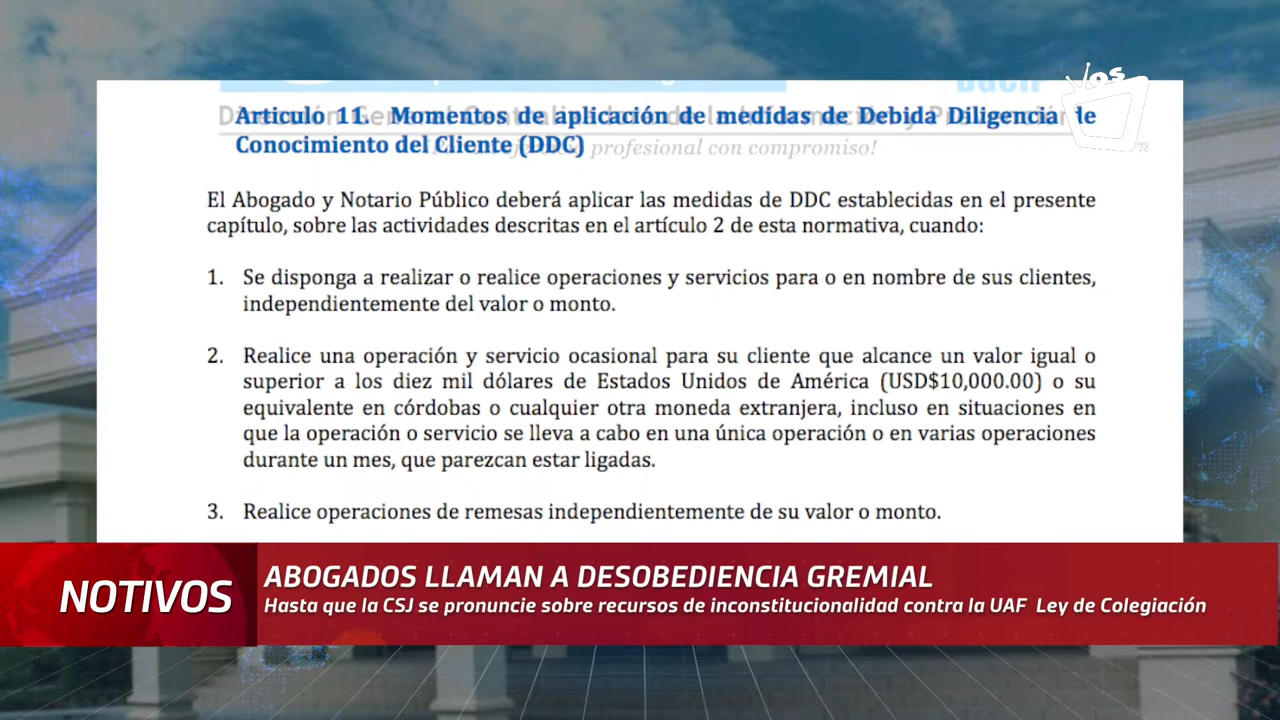 Vos
TV
Artículo 11. Momentos de aplicación de medidas de Debida Diligencia de
Conocimiento del Cliente (DDC)
profesional con compromiso!
El Abogado y Notario Público deberá aplicar las medidas de DDC establecidas en el presente
capítulo, sobre las actividades descritas en el artículo 2 de esta normativa, cuando:
1. Se disponga a realizar o realice operaciones y servicios para o en nombre de sus clientes,
independientemente del valor o monto.
2. Realice una operación y servicio ocasional para su cliente que alcance un valor igual o
superior a los diez mil dólares de Estados Unidos de América (USD$10,000.00) o su
equivalente en córdobas o cualquier otra moneda extranjera, incluso en situaciones en
que la operación o servicio se lleva a cabo en una única operación o en varias operaciones
durante un mes, que parezcan estar ligadas.
3. Realice operaciones de remesas independientemente de su valor o monto.
NOTIVOS
ABOGADOS LLAMAN A DESOBEDIENCIA GREMIAL
Hasta que la CSJ se pronuncie sobre recursos de inconstitucionalidad contra la UAF Ley de Colegiación